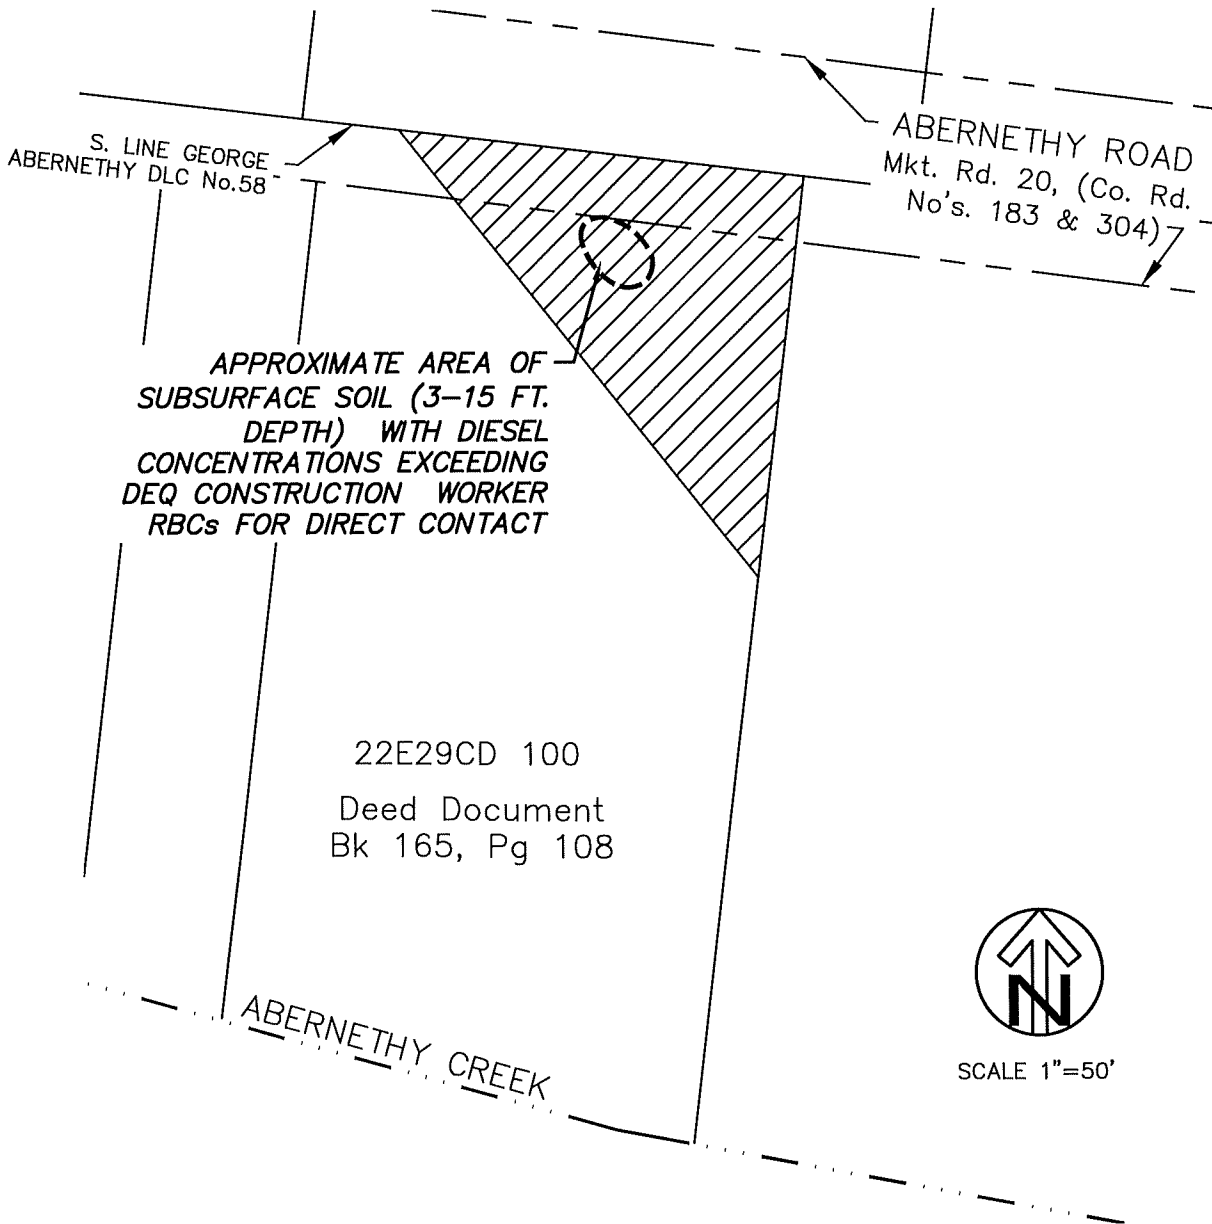 ABERNETHY ROAD
Mkt. Rd. 20, (Co. Rd.
No's. 183 & 304)
S. LINE GEORGE
ABERNETHY DLC No.58
APPROXIMATE AREA OF
SUBSURFACE SOIL (3–15 FT.
DEPTH) WITH DIESEL
CONCENTRATIONS EXCEEDING
DEQ CONSTRUCTION WORKER
RBCs FOR DIRECT CONTACT
22E29CD 100
Deed Document
Bk 165, Pg 108
ABERNETHY CREEK
N
SCALE 1"=50'